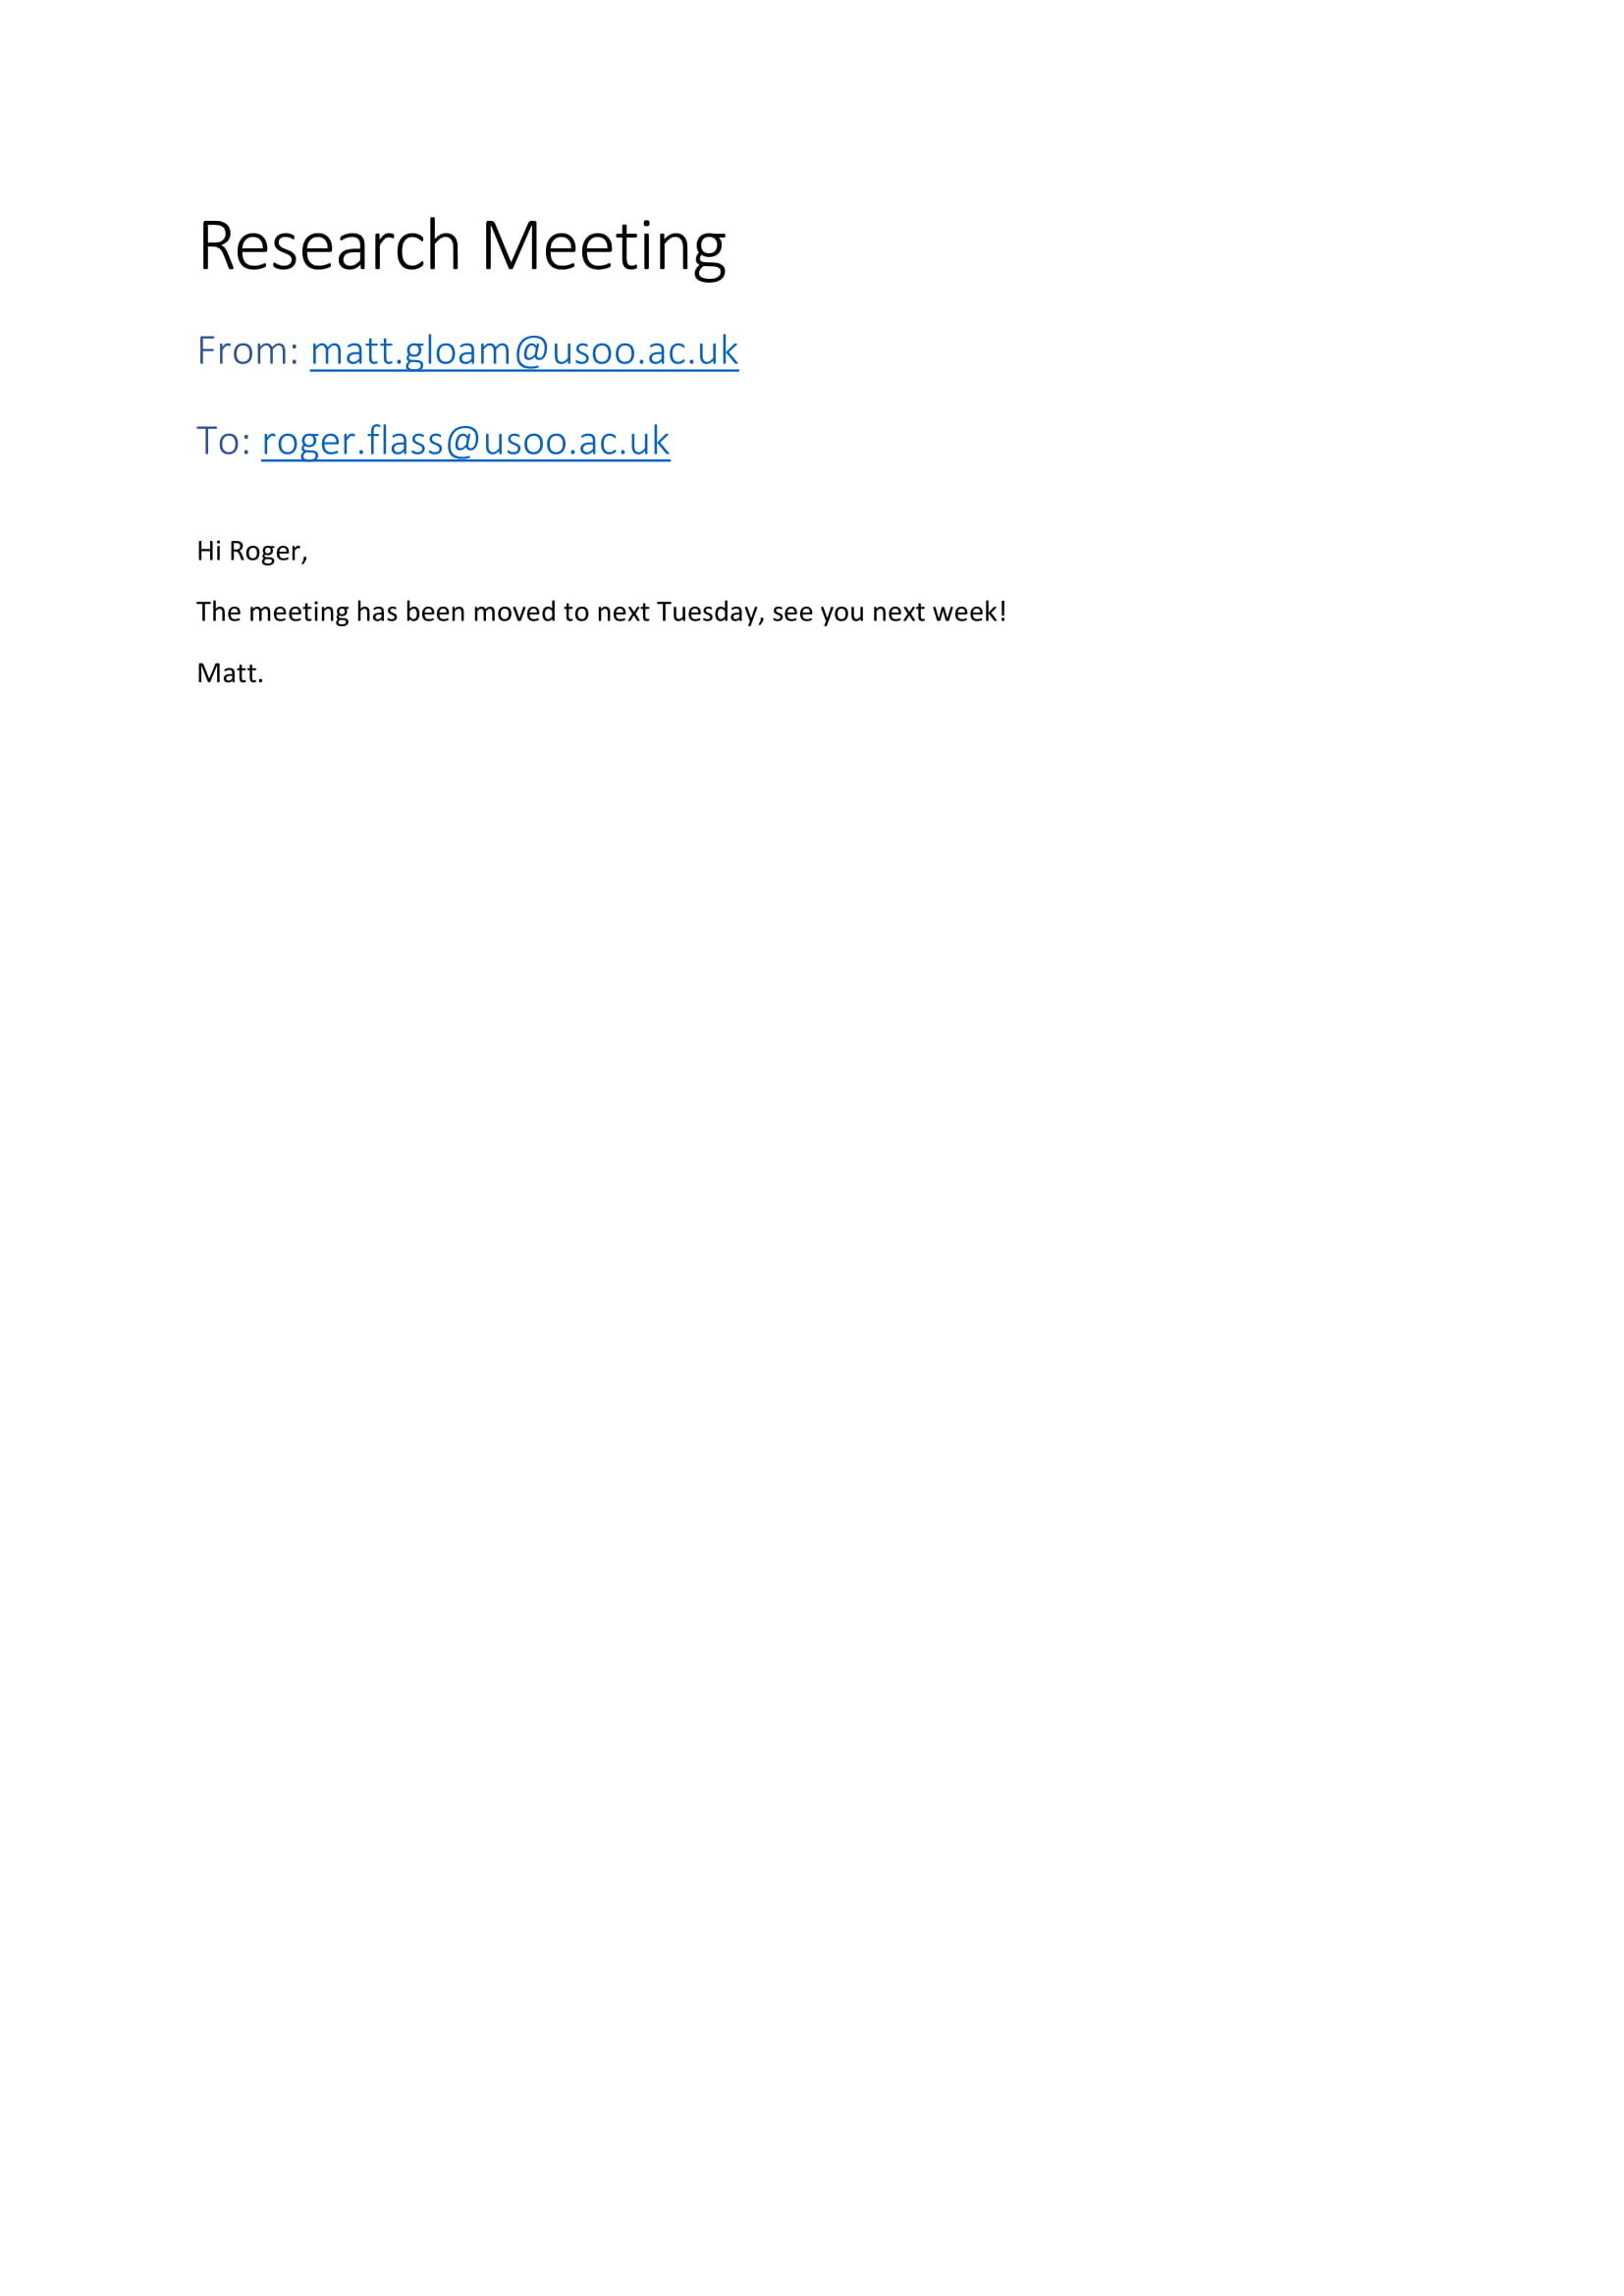 Research Meeting
From: matt.gloam@usoo.ac.uk
To: roger.flass@usoo.ac.uk
Hi Roger,
The meeting has been moved to next Tuesday, see you next week!
Matt.